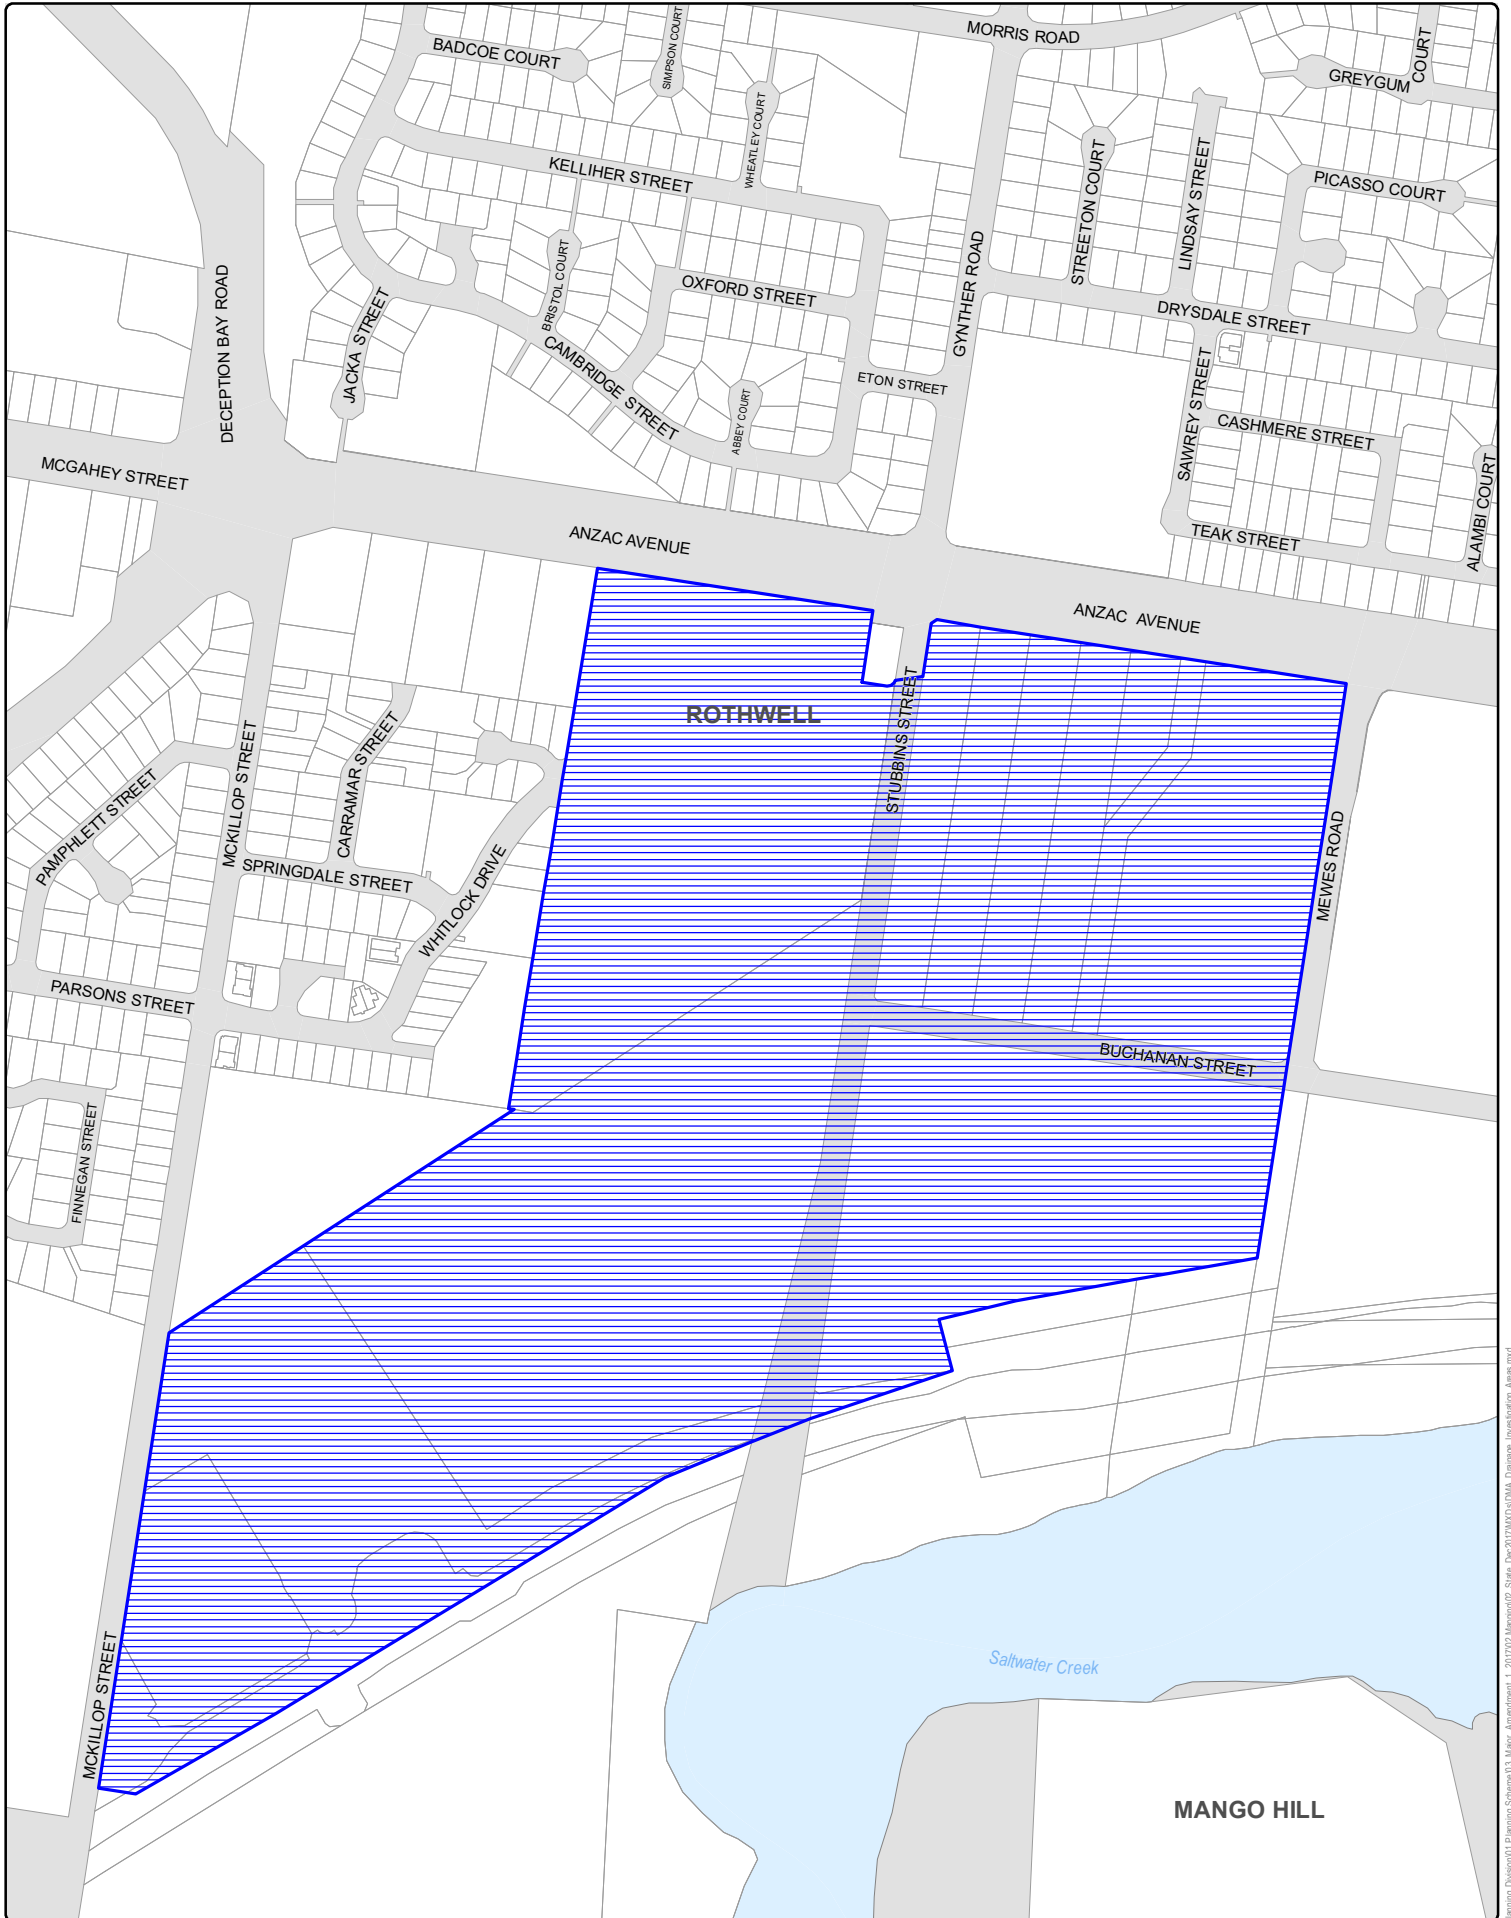 MORRIS ROAD
BADCOE COURT
SIMPSON COURT
COURT
GREYGUM
WHEATLEY COURT
KELLIHER STREET
STREETON COURT
LINDSAY STREET
PICASSO COURT
BRISTOL COURT
OXFORD STREET
GYNTHER ROAD
DRYSDALE STREET
DECEPTION BAY ROAD
JACKA STREET
CAMBRIDGE STREET
ABBEY COURT
ETON STREET
SAWREY STREET
CASHMERE STREET
ALAMBI COURT
MCGAHEY STREET
ANZAC AVENUE
TEAK STREET
ANZAC AVENUE
ROTHWELL
STUBBINS STREET
MCKILLOP STREET
CARRAMAR STREET
PAMPHLETT STREET
SPRINGDALE STREET
WHITLOCK DRIVE
MEWES ROAD
PARSONS STREET
BUCHANAN STREET
FINNEGAN STREET
MCKILLOP STREET
Saltwater Creek
MANGO HILL